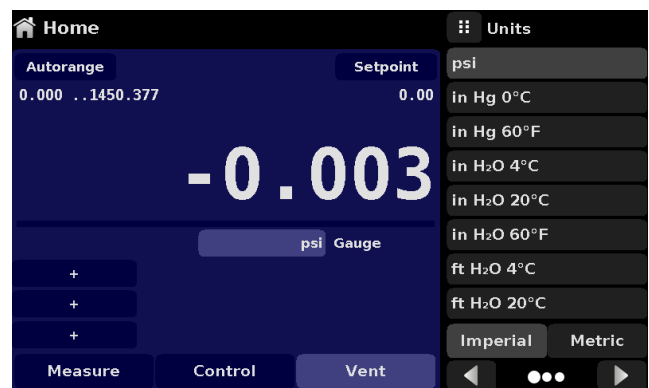 Home
Autorange
Setpoint
0.000 ..1450.377
0.00
-0.003
psi Gauge
+
+
+
Measure
Control
Vent
Units
psi
in Hg 0°C
in Hg 60°F
in H₂O 4°C
in H₂O 20°C
in H₂O 60°F
ft H₂O 4°C
ft H₂O 20°C
Imperial
Metric